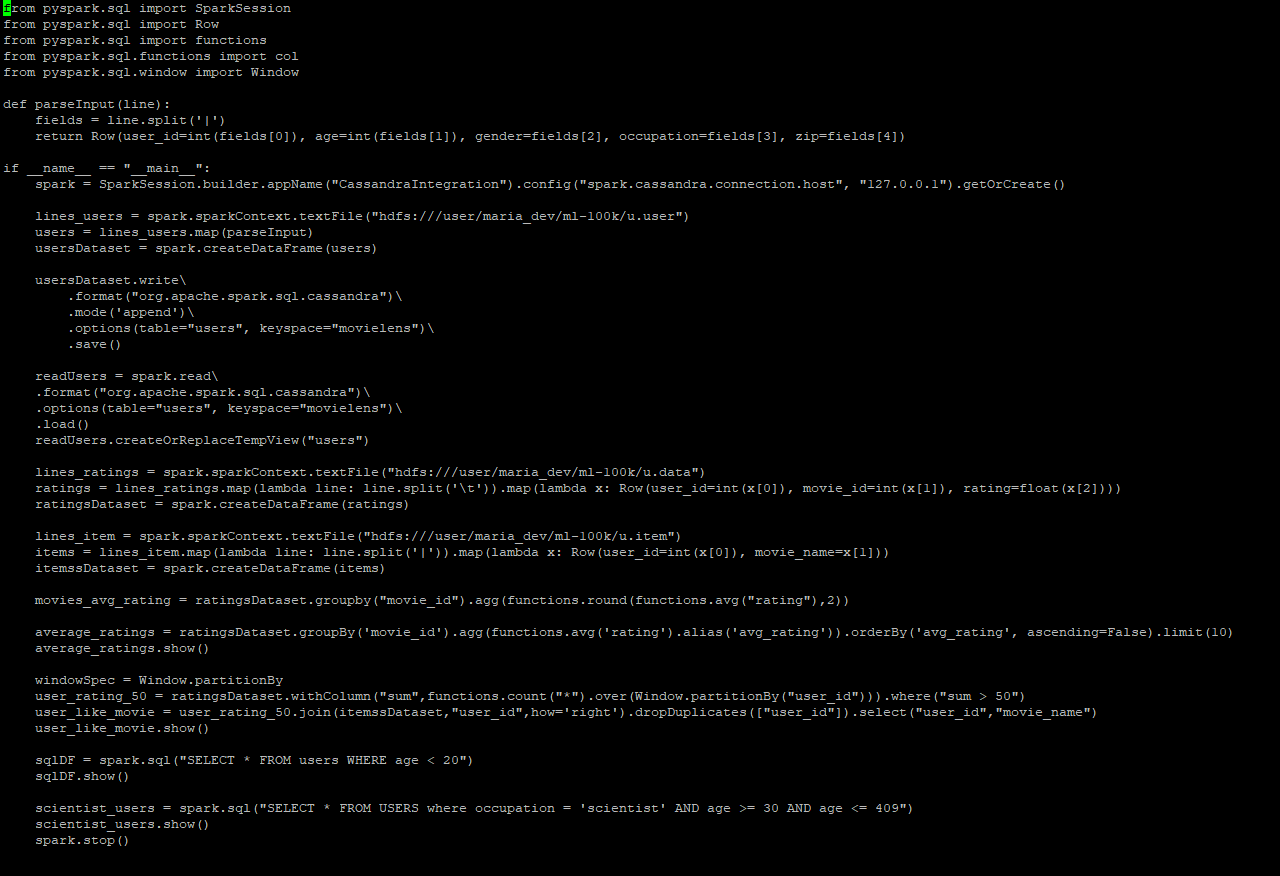 from pyspark.sql import SparkSession
from pyspark.sql import Row
from pyspark.sql import functions
from pyspark.sql.functions import col
from pyspark.sql.window import Window

def parseInput(line):
    fields = line.split('|')
    return Row(user_id=int(fields[0]), age=int(fields[1]), gender=fields[2], occupation=fields[3], zip=fields[4])

if __name__ == "__main__":
    spark = SparkSession.builder.appName("CassandraIntegration").config("spark.cassandra.connection.host", "127.0.0.1").getOrCreate()

    lines_users = spark.sparkContext.textFile("hdfs:///user/maria_dev/ml-100k/u.user")
    users = lines_users.map(parseInput)
    usersDataset = spark.createDataFrame(users)

    usersDataset.write\
        .format("org.apache.spark.sql.cassandra")\
        .mode('append')\
        .options(table="users", keyspace="movielens")\
        .save()

    readUsers = spark.read\
    .format("org.apache.spark.sql.cassandra")\
    .options(table="users", keyspace="movielens")\
    .load()
    readUsers.createOrReplaceTempView("users")

    lines_ratings = spark.sparkContext.textFile("hdfs:///user/maria_dev/ml-100k/u.data")
    ratings = lines_ratings.map(lambda line: line.split('\t')).map(lambda x: Row(user_id=int(x[0]), movie_id=int(x[1]), rating=float(x[2])))
    ratingsDataset = spark.createDataFrame(ratings)

    lines_item = spark.sparkContext.textFile("hdfs:///user/maria_dev/ml-100k/u.item")
    items = lines_item.map(lambda line: line.split('|')).map(lambda x: Row(user_id=int(x[0]), movie_name=x[1]))
    itemssDataset = spark.createDataFrame(items)

    movies_avg_rating = ratingsDataset.groupby("movie_id").agg(functions.round(functions.avg("rating"),2))

    average_ratings = ratingsDataset.groupBy('movie_id').agg(functions.avg('rating').alias('avg_rating')).orderBy('avg_rating', ascending=False).limit(10)
    average_ratings.show()

    windowSpec = Window.partitionBy
    user_rating_50 = ratingsDataset.withColumn("sum",functions.count("*").over(Window.partitionBy("user_id"))).where("sum > 50")
    user_like_movie = user_rating_50.join(itemssDataset,"user_id",how='right').dropDuplicates(["user_id"]).select("user_id","movie_name")
    user_like_movie.show()

    sqlDF = spark.sql("SELECT * FROM users WHERE age < 20")
    sqlDF.show()

    scientist_users = spark.sql("SELECT * FROM USERS where occupation = 'scientist' AND age >= 30 AND age <= 409")
    scientist_users.show()
    spark.stop()